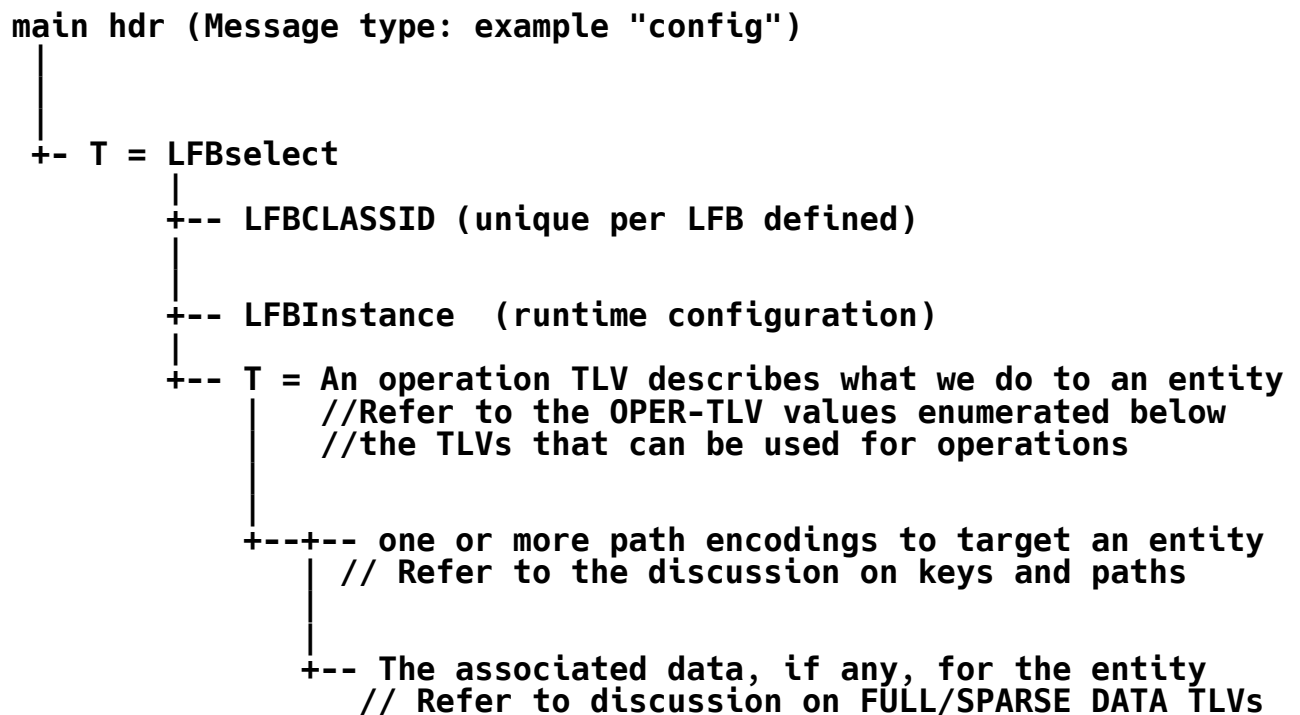 main hdr (Message type: example "config")
|
|
|
+- T = LFBselect
|
+-- LFBCLASSID (unique per LFB defined)
|
|
+-- LFBInstance  (runtime configuration)
|
+-- T = An operation TLV describes what we do to an entity
|   //Refer to the OPER-TLV values enumerated below
|   //the TLVs that can be used for operations
|
|
+--+-- one or more path encodings to target an entity
| // Refer to the discussion on keys and paths
|
|
+-- The associated data, if any, for the entity
// Refer to discussion on FULL/SPARSE DATA TLVs